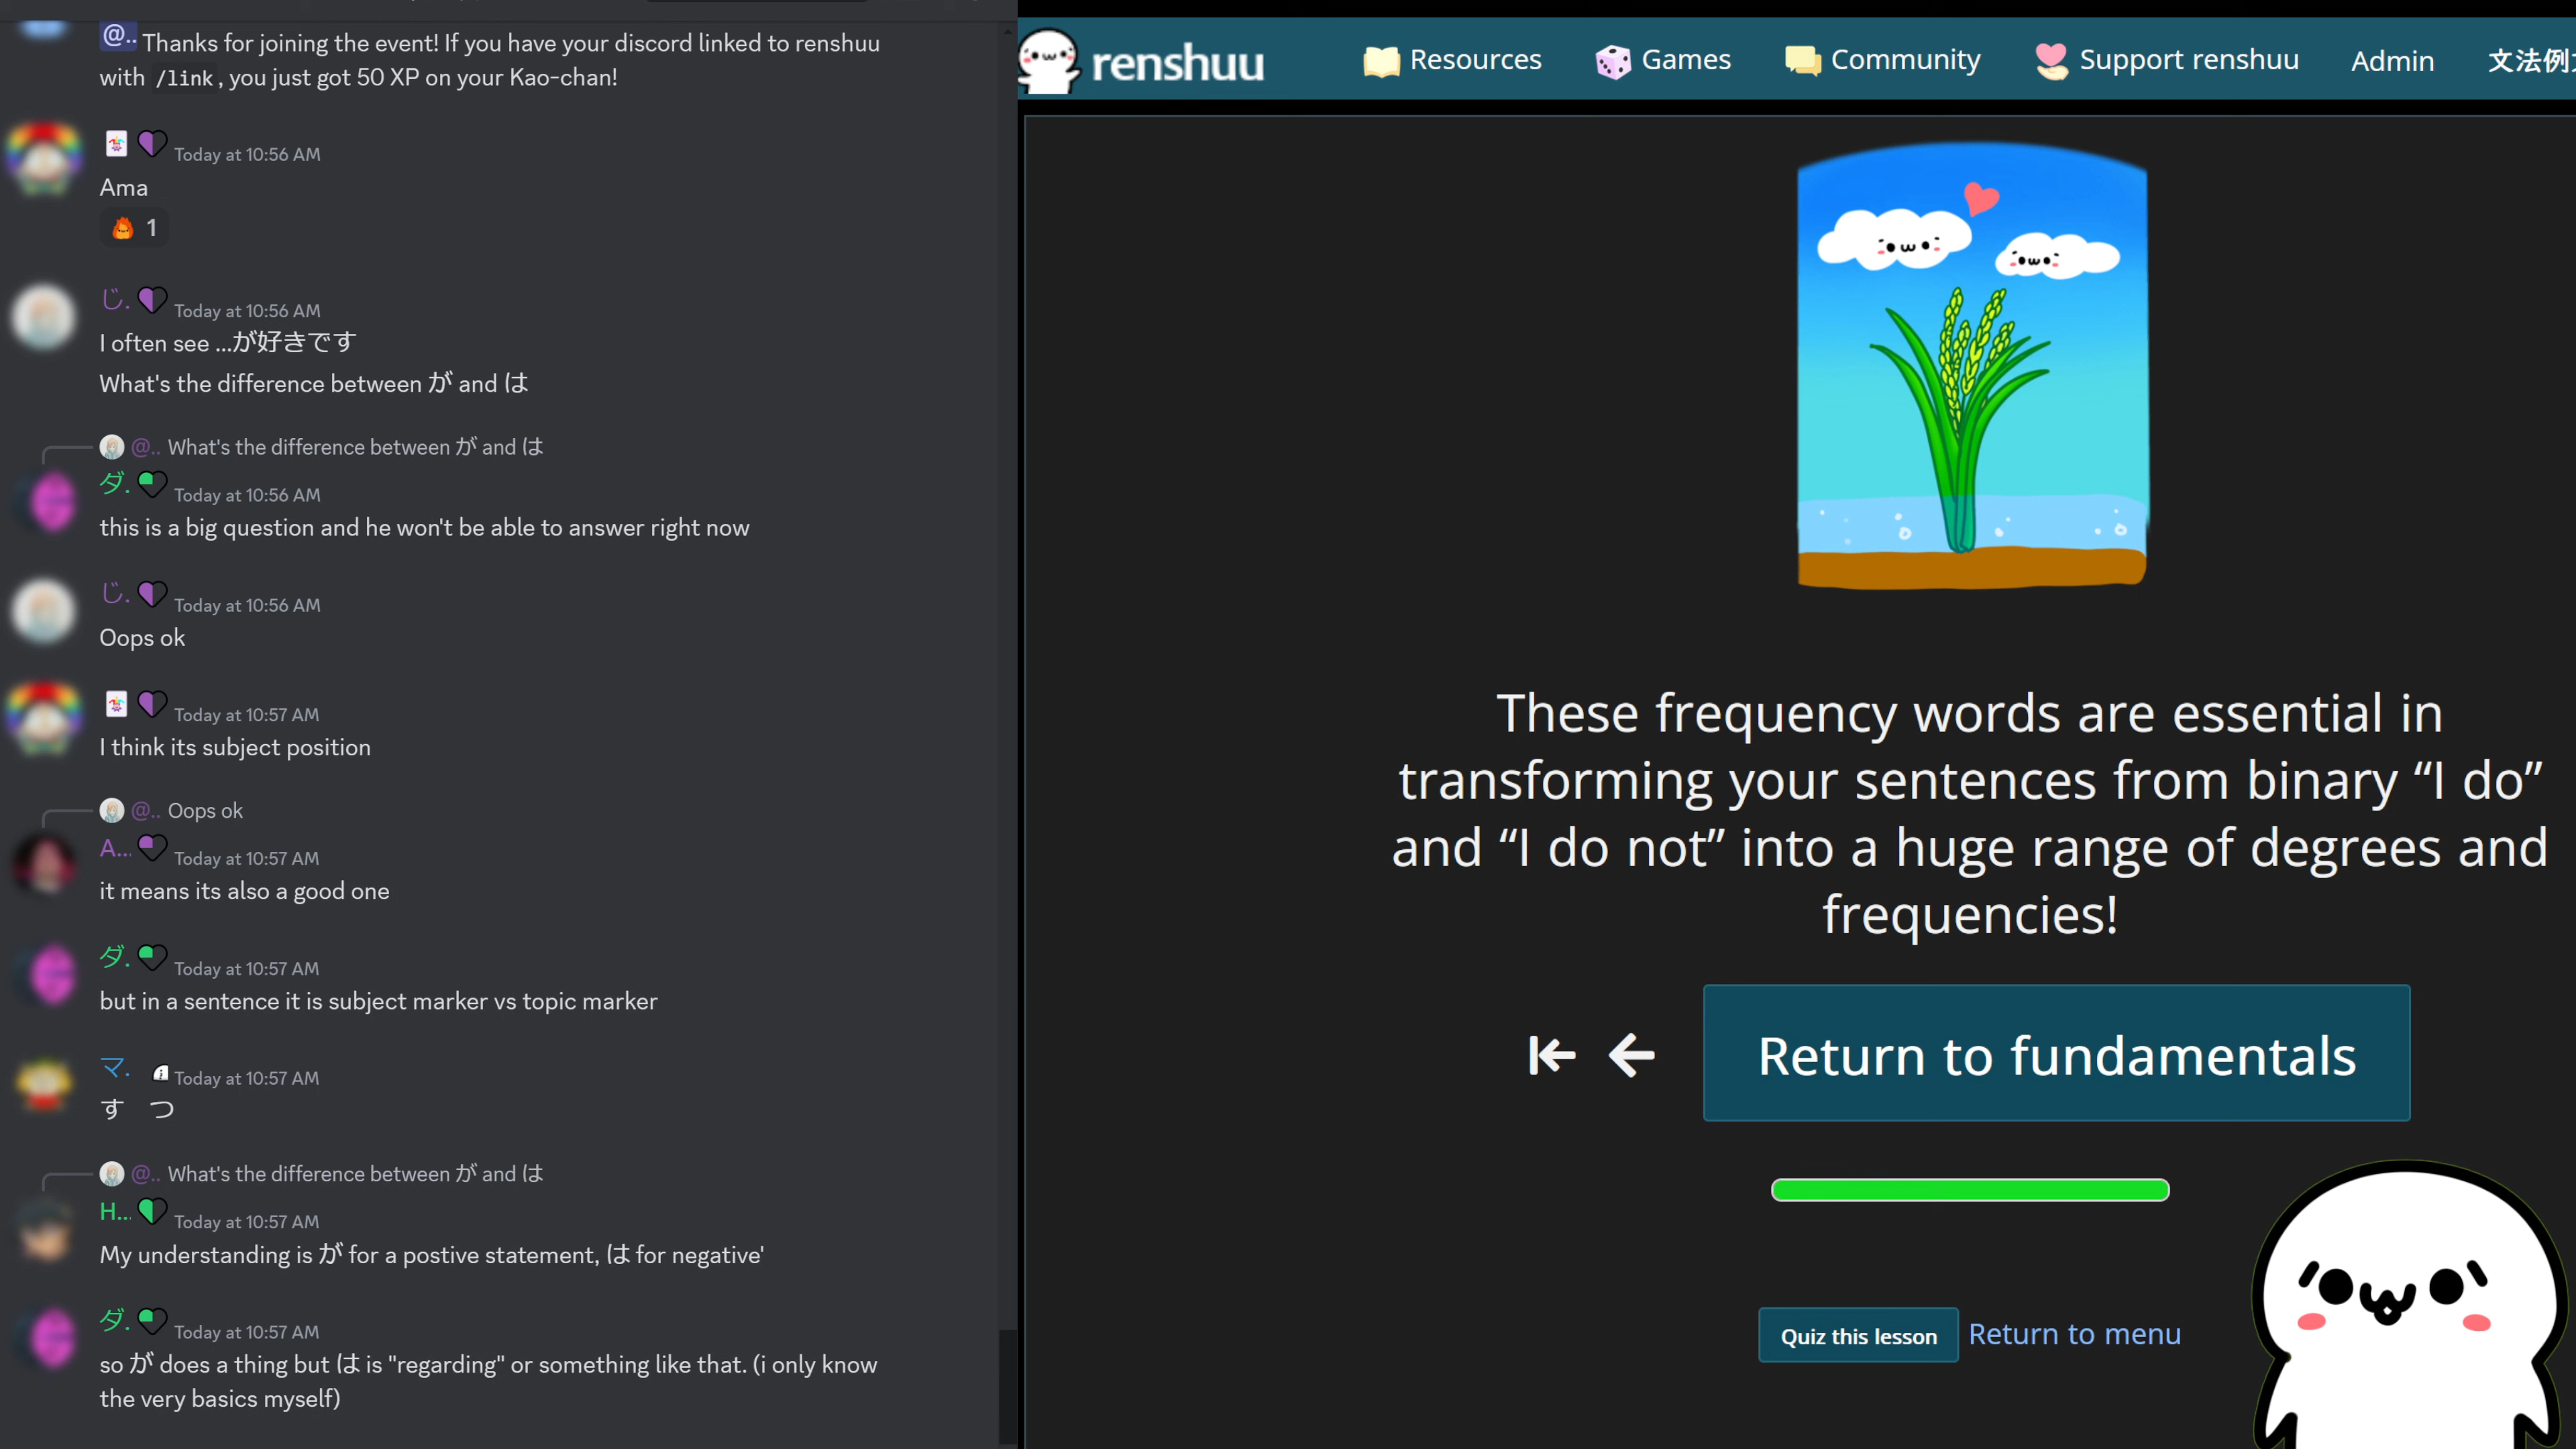 @.. Thanks for joining the event! If you have your discord linked to renshuu
with /link, you just got 50 XP on your Kao-chan!
Today at 10:56 AM
Ama
1
じ. Today at 10:56 AM
I often see ...が好きです
What's the difference between が and は
@.. What's the difference between が and は
ダ. Today at 10:56 AM
this is a big question and he won't be able to answer right now
じ. Today at 10:56 AM
Oops ok
Today at 10:57 AM
I think its subject position
@.. Oops ok
A... Today at 10:57 AM
it means its also a good one
ダ. Today at 10:57 AM
but in a sentence it is subject marker vs topic marker
マ. Today at 10:57 AM
す つ
@.. What's the difference between が and は
H... Today at 10:57 AM
My understanding is が for a postive statement, は for negative'
ダ. Today at 10:57 AM
so が does a thing but は is "regarding" or something like that. (i only know
the very basics myself)
renshuu Resources Games Community Support renshuu Admin 文法例
These frequency words are essential in
transforming your sentences from binary “I do”
and “I do not” into a huge range of degrees and
frequencies!
Return to fundamentals
Quiz this lesson Return to menu